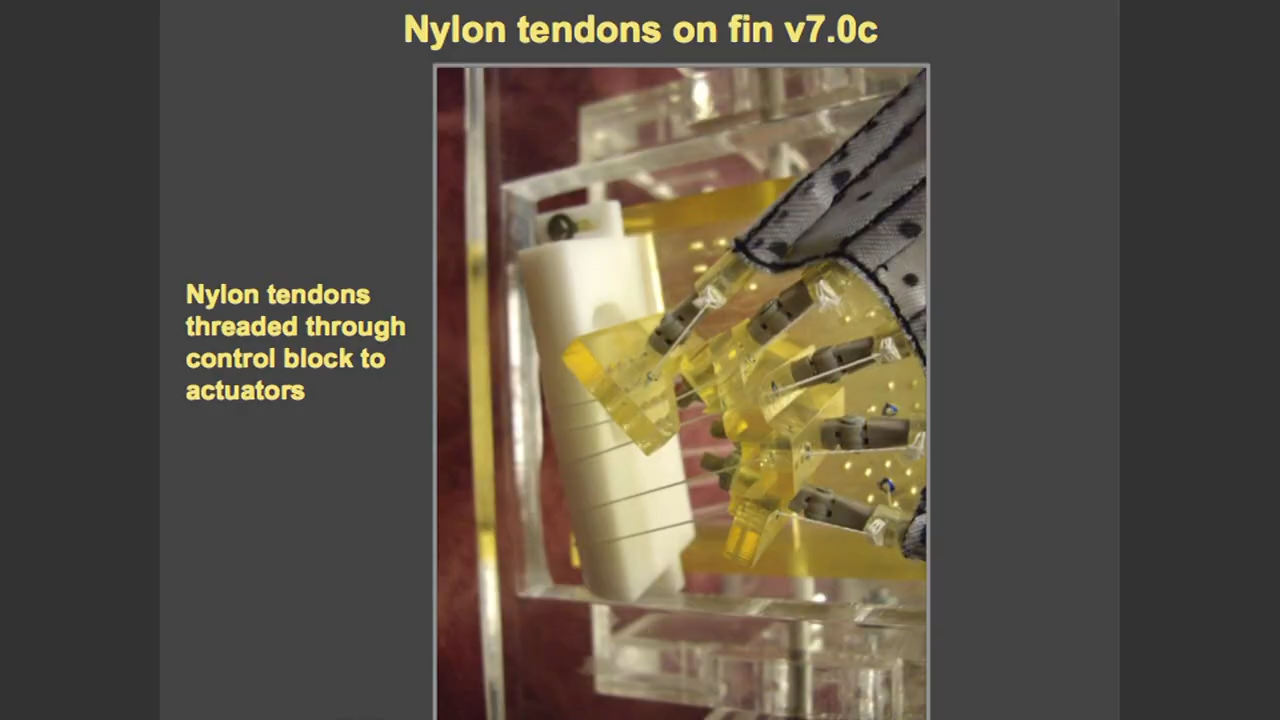 Nylon tendons on fin v7.0c
Nylon tendons
threaded through
control block to
actuators